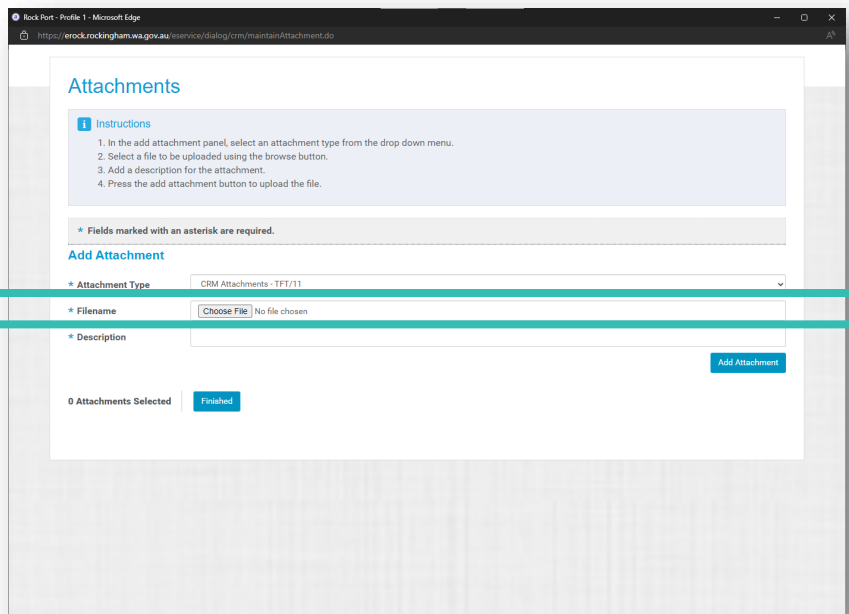 Rock Port - Profile 1 - Microsoft Edge
https://erock.rockingham.wa.gov.au/eservice/dialog/crm/maintainAttachment.do
Attachments
i Instructions
1. In the add attachment panel, select an attachment type from the drop down menu.
2. Select a file to be uploaded using the browse button.
3. Add a description for the attachment.
4. Press the add attachment button to upload the file.
* Fields marked with an asterisk are required.
Add Attachment
* Attachment Type CRM Attachments - TFT/11
* Filename Choose File No file chosen
* Description
Add Attachment
0 Attachments Selected Finished